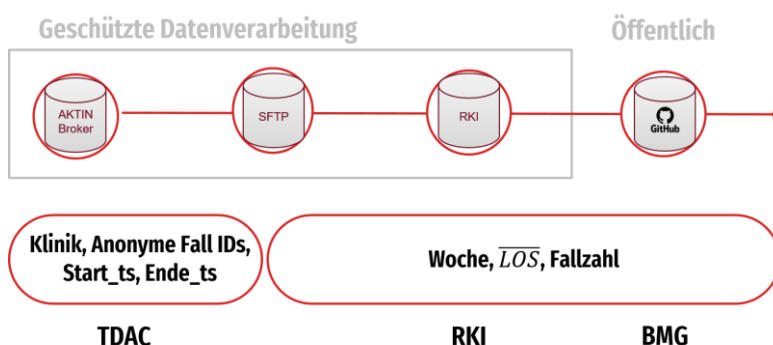 Geschützte Datenverarbeitung
Öffentlich
AKTIN
Broker
SFTP
RKI
GitHub
Klinik, Anonyme Fall IDs,
Start_ts, Ende_ts
Woche, LOS, Fallzahl
TDAC
RKI
BMG